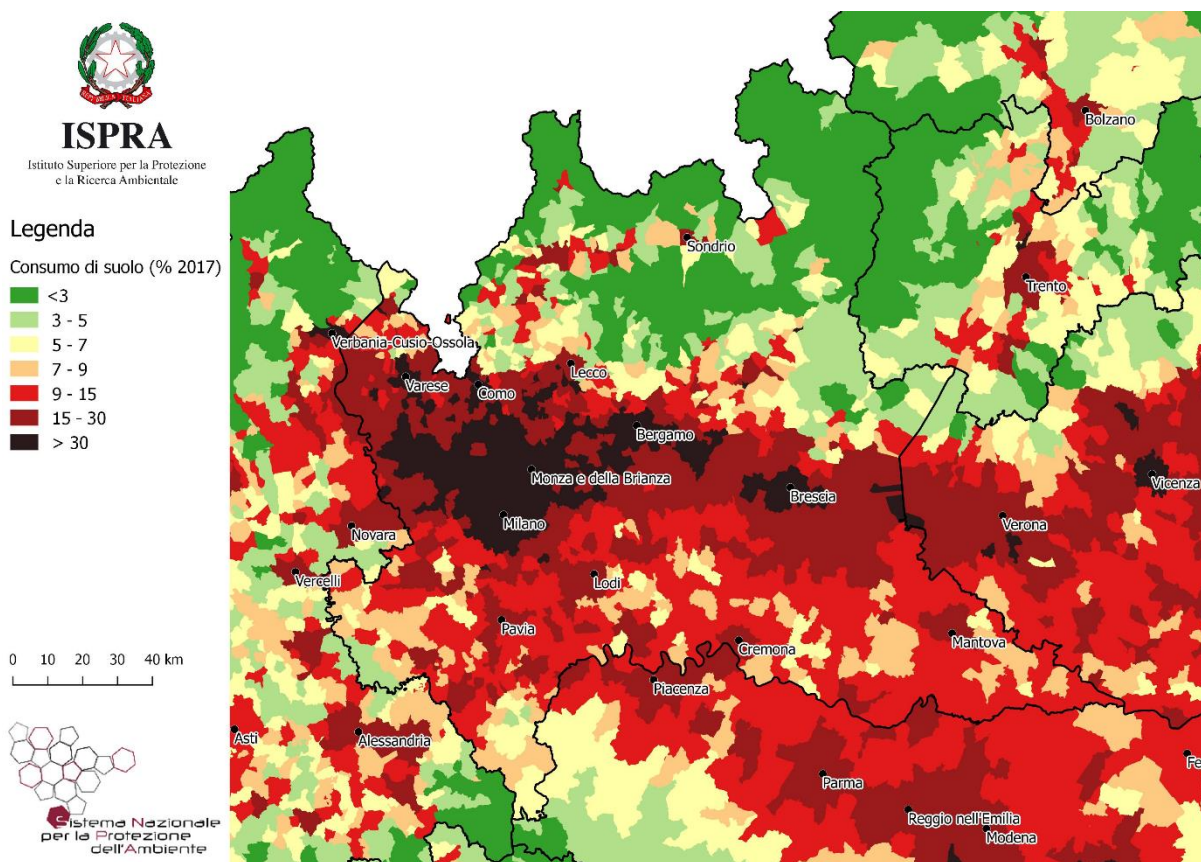 ISPRA
Istituto Superiore per la Protezione
e la Ricerca Ambientale
Legenda
Consumo di suolo (% 2017)
<3
3 - 5
5 - 7
7 - 9
9 - 15
15 - 30
> 30
0 10 20 30 40 km
Sistema Nazionale
per la Protezione
dell'Ambiente
Bolzano
Sondrio
Trento
Verbania-Cusio-Ossola
Lecco
Varese
Como
Bergamo
Monza e della Brianza
Vicenza
Brescia
Milano
Verona
Novara
Vercelli
Lodi
Pavia
Mantova
Cremona
Piacenza
Asti
Alessandria
Fe
Parma
Reggio nell'Emilia
Modena